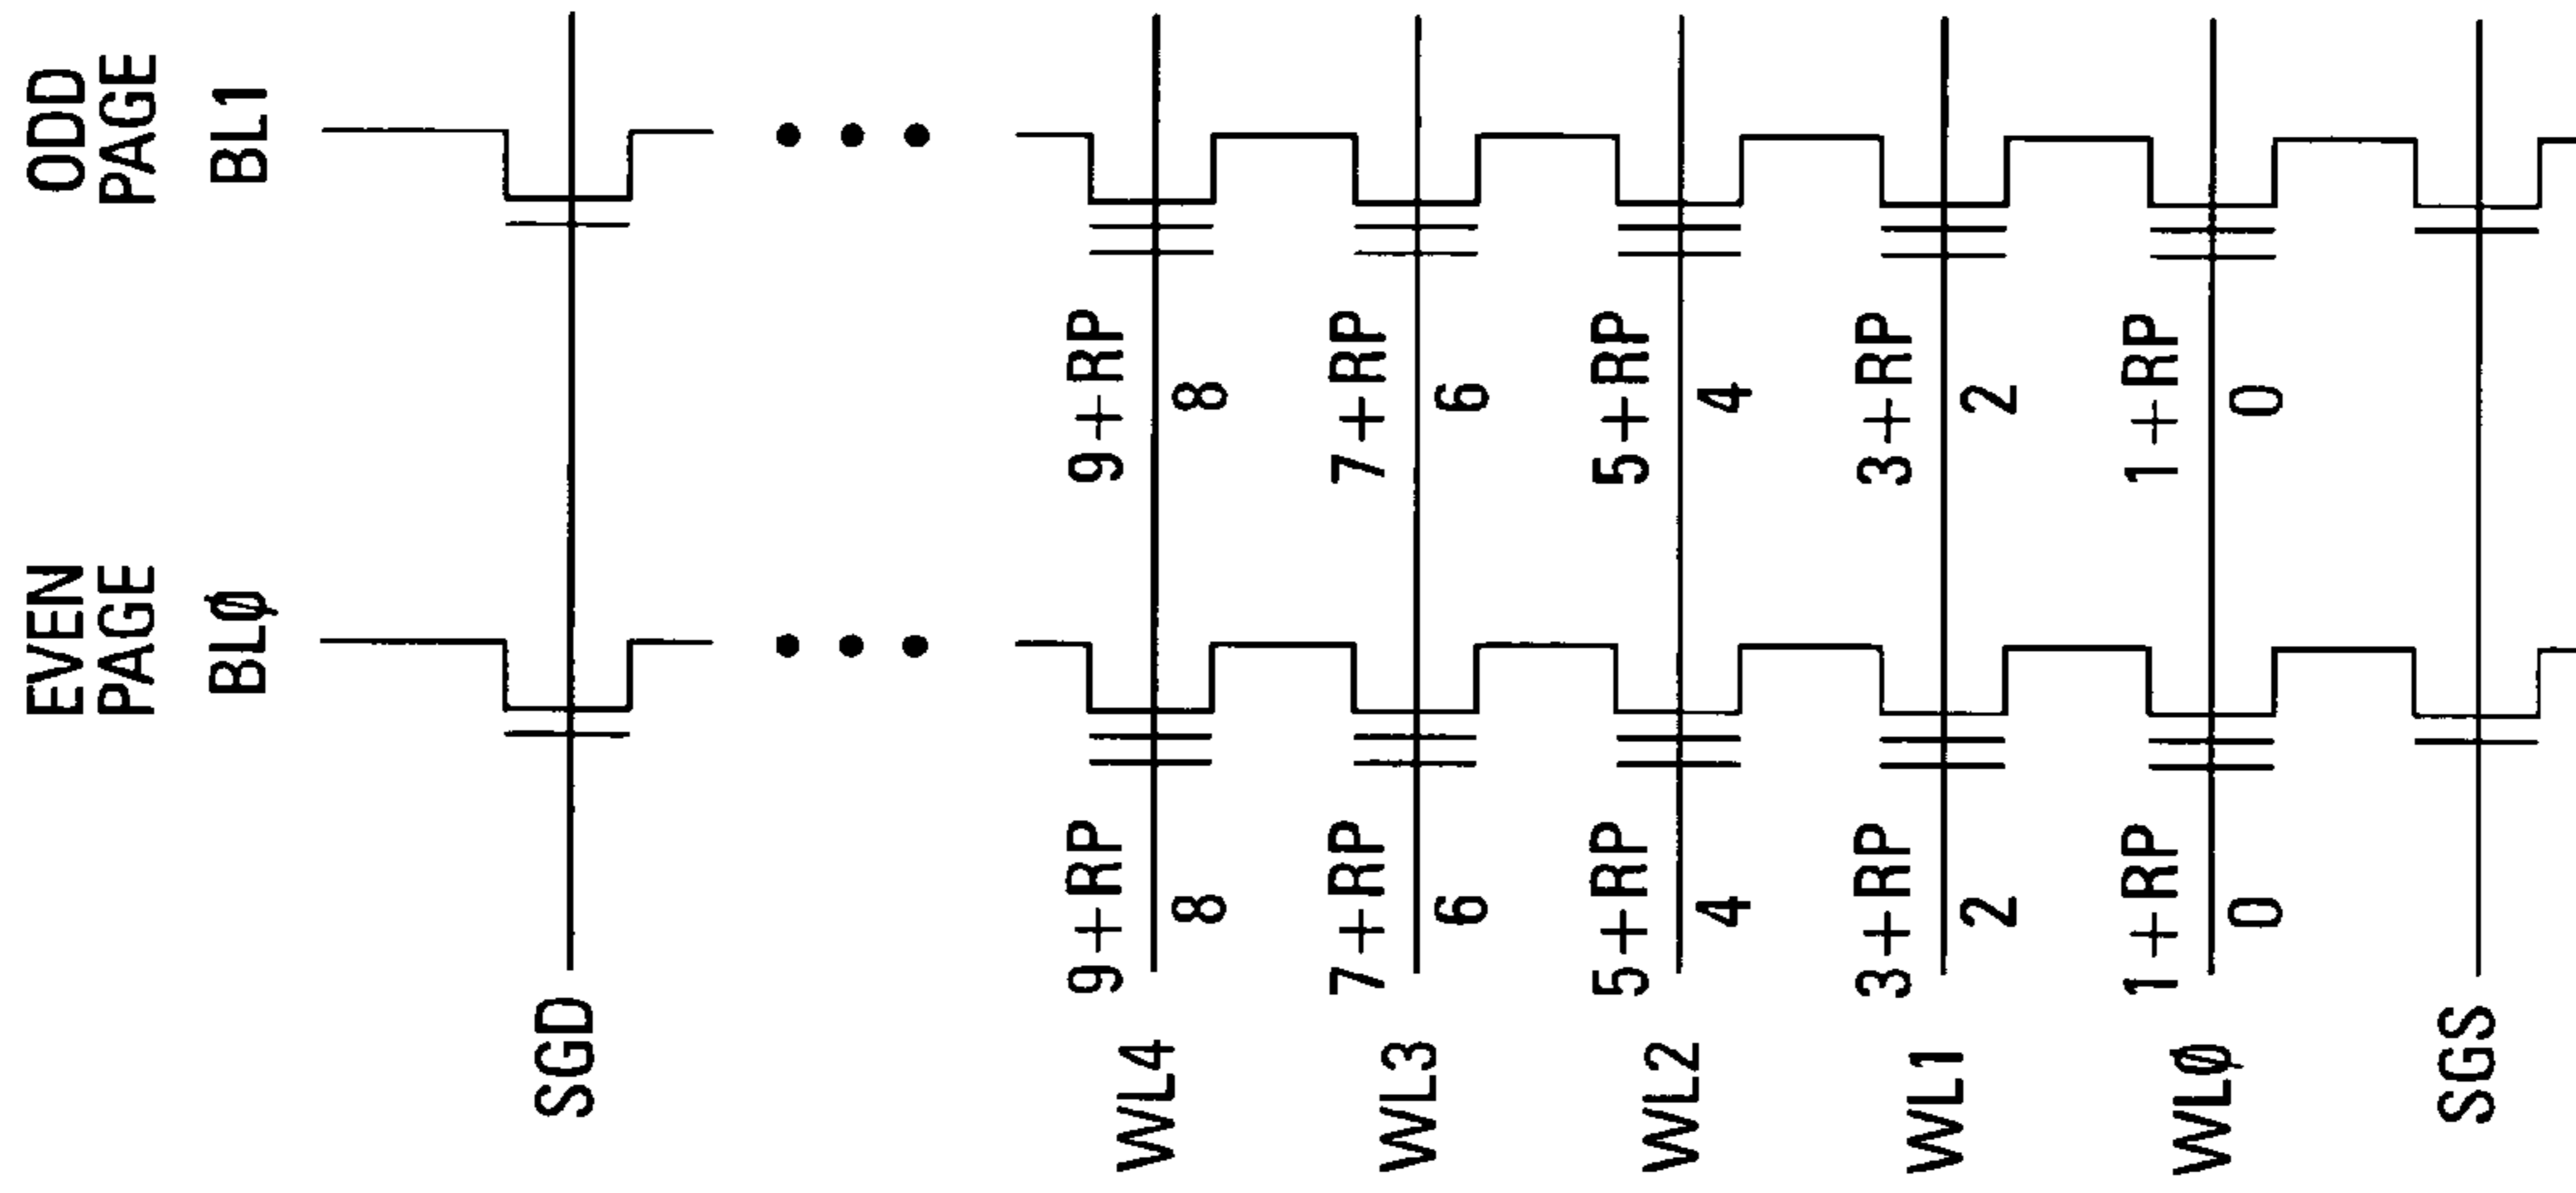 EVEN PAGE
ODD PAGE
BLØ
BL1
SGD
9+RP
9+RP
WL4
8
8
7+RP
7+RP
WL3
6
6
5+RP
5+RP
WL2
4
4
3+RP
3+RP
WL1
2
2
1+RP
1+RP
WLØ
0
0
SGS